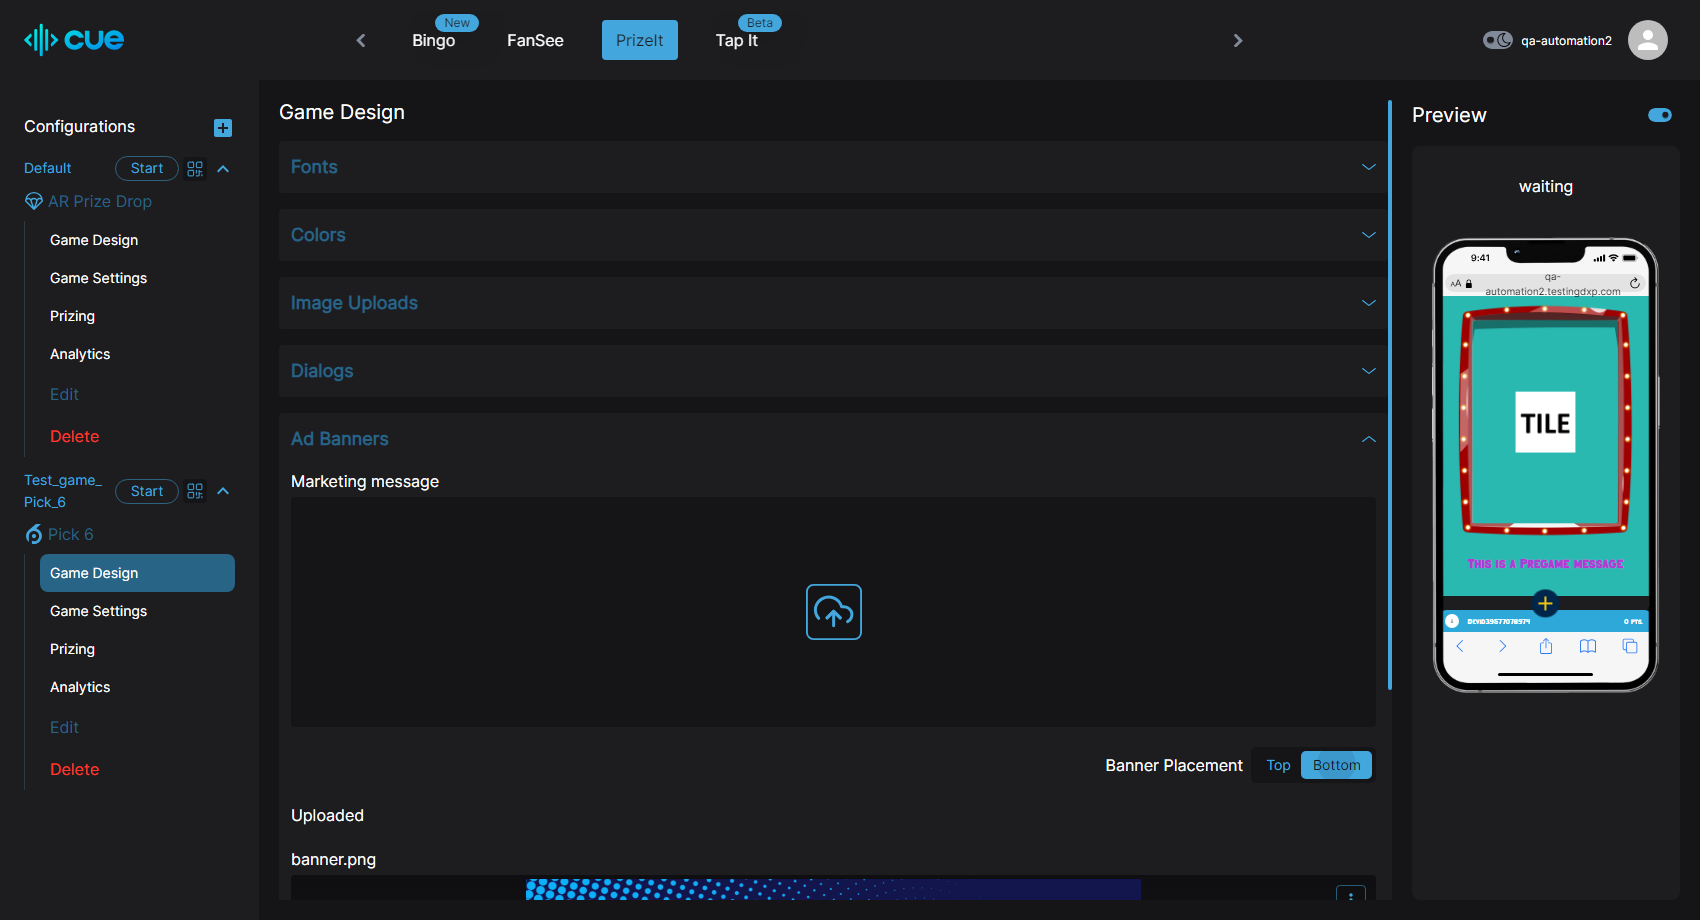 cue
New
Bingo
FanSee
PrizeIt
Beta
Tap It
qa-automation2
Configurations
Default
Start
AR Prize Drop
Game Design
Game Settings
Prizing
Analytics
Edit
Delete
Test_game_
Pick_6
Start
Pick 6
Game Design
Game Settings
Prizing
Analytics
Edit
Delete
Game Design
Fonts
Colors
Image Uploads
Dialogs
Ad Banners
Marketing message
Banner Placement
Top
Bottom
Uploaded
banner.png
Preview
waiting
9:41
AA
qa-
automation2.testingdxp.com
TILE
This is a Pregame message
0 PTS.